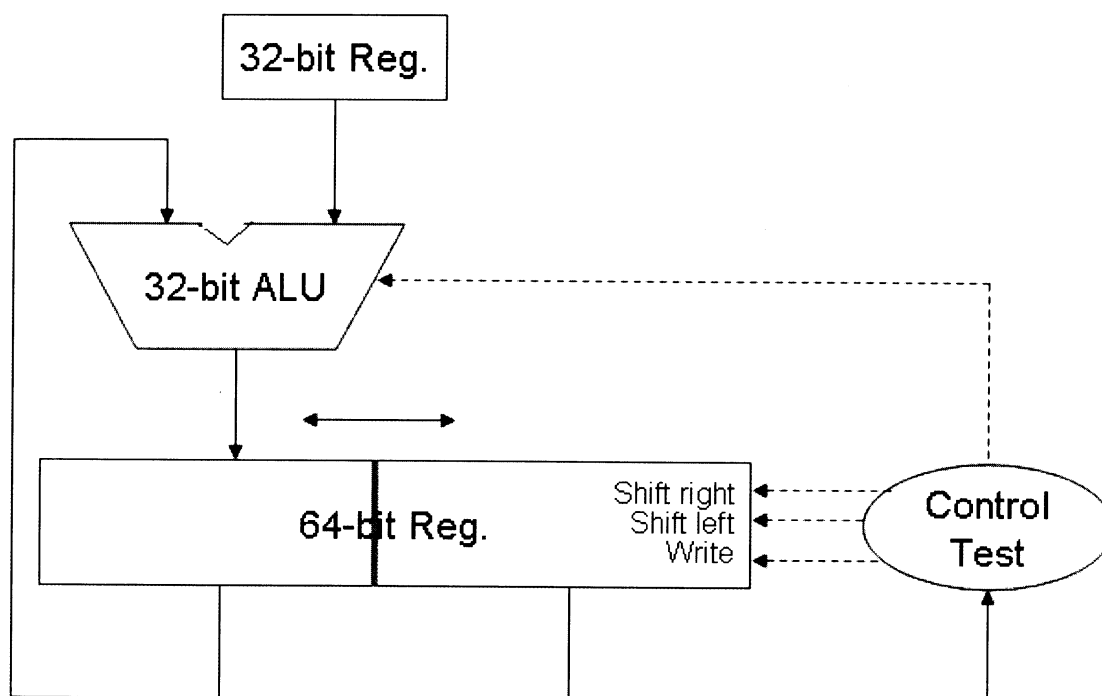 32-bit Reg.
32-bit ALU
64-bit Reg.
Shift right
Shift left
Write
Control
Test